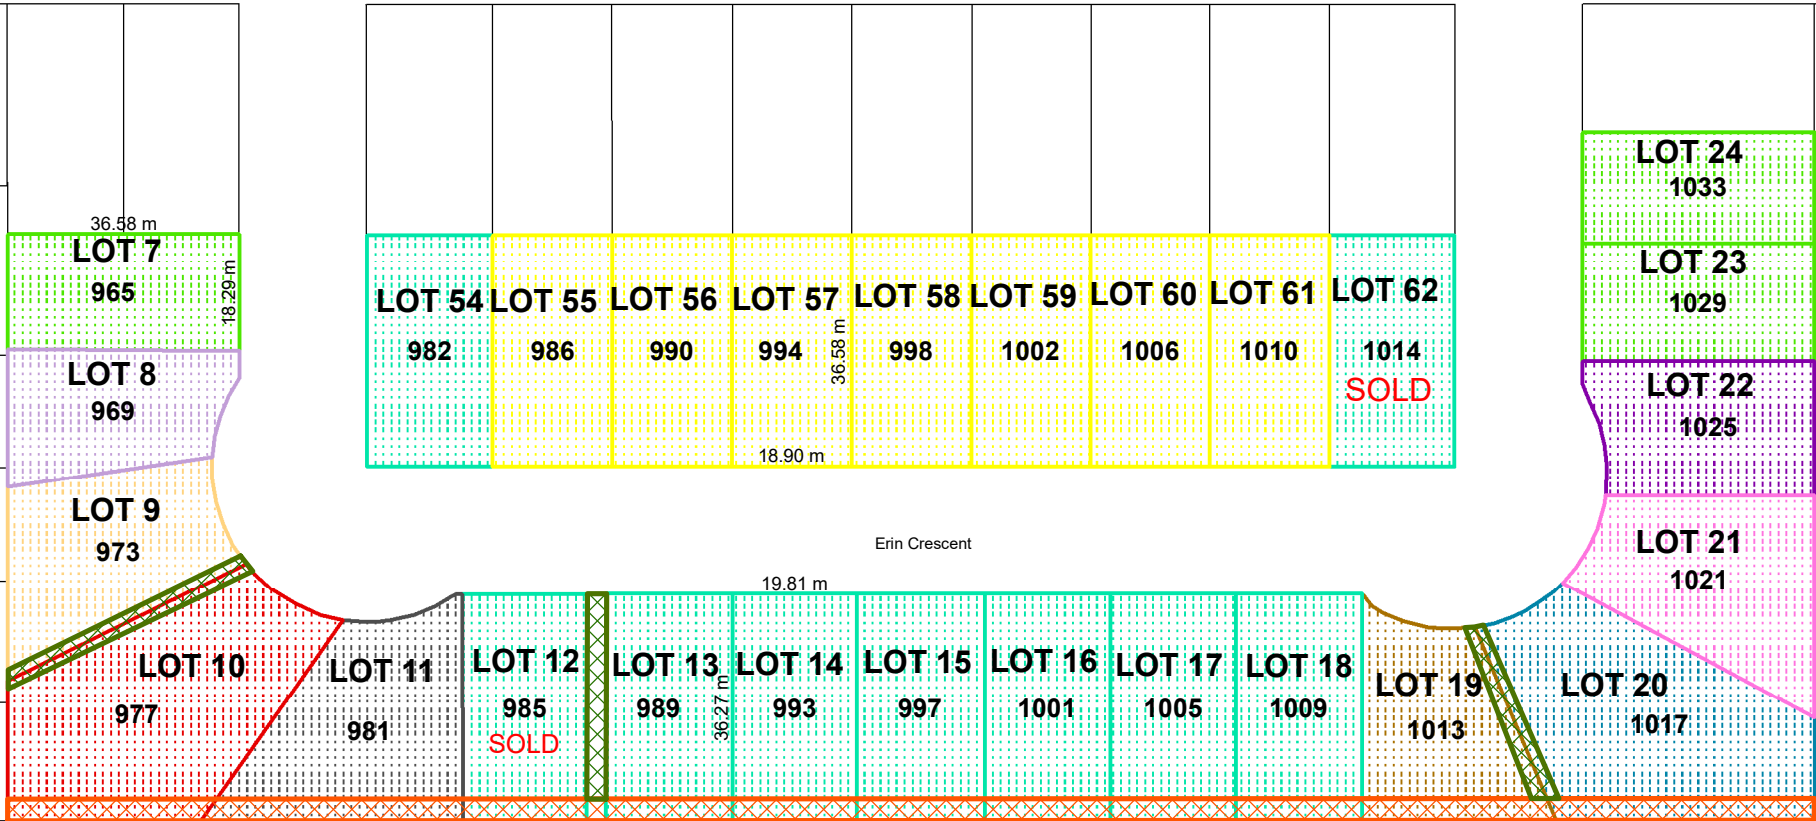 36.58 m
LOT 7
965
18.29 m
LOT 8
969
LOT 9
973
LOT 10
977
LOT 11
981
LOT 54
982
LOT 55
986
LOT 56
990
LOT 57
994
36.58 m
18.90 m
LOT 58
998
LOT 59
1002
LOT 60
1006
LOT 61
1010
LOT 62
1014
SOLD
Erin Crescent
19.81 m
LOT 12
985
SOLD
LOT 13
989
36.27 m
LOT 14
993
LOT 15
997
LOT 16
1001
LOT 17
1005
LOT 18
1009
LOT 19
1013
LOT 20
1017
LOT 24
1033
LOT 23
1029
LOT 22
1025
LOT 21
1021